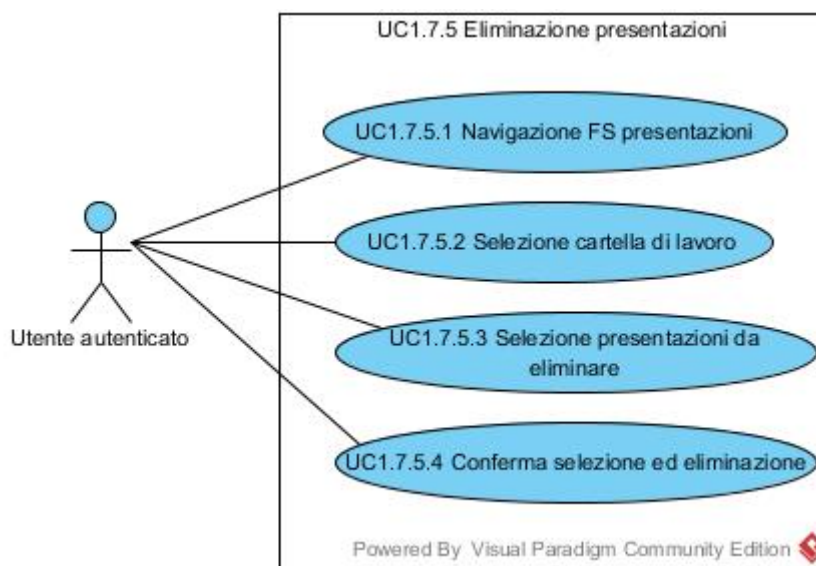 UC1.7.5 Eliminazione presentazioni
UC1.7.5.1 Navigazione FS presentazioni
UC1.7.5.2 Selezione cartella di lavoro
Utente autenticato
UC1.7.5.3 Selezione presentazioni da
eliminare
UC1.7.5.4 Conferma selezione ed eliminazione
Powered By Visual Paradigm Community Edition